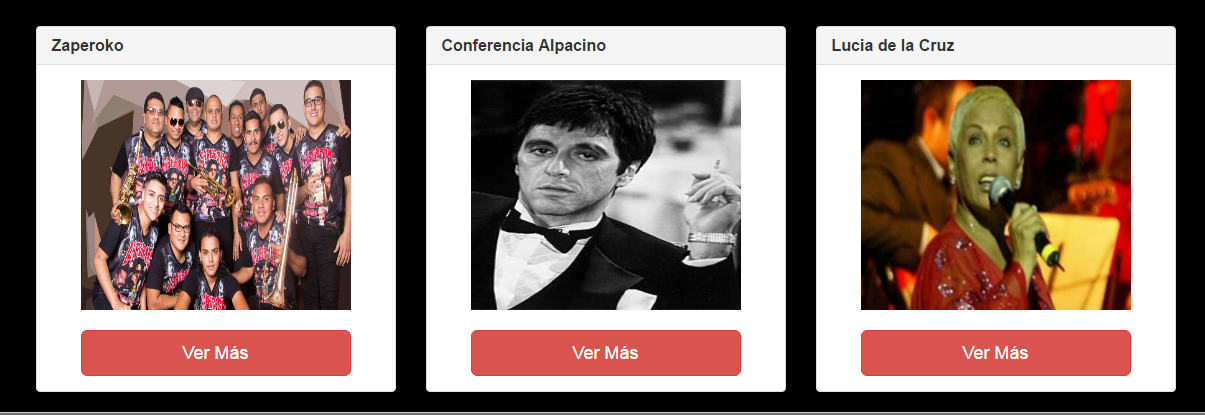 Zaperoko
Conferencia Alpacino
Lucia de la Cruz
Ver Más
Ver Más
Ver Más